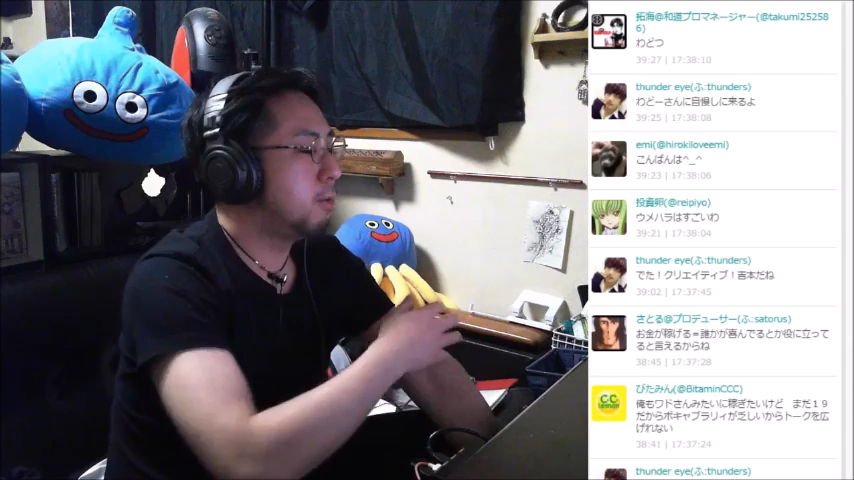 拓海@和道プロマネージャー(@takumi252586)
わどつ
39:27 | 17:38:10
thunder eye(ふ:thunders)
わどーさんに自慢しに来るよ
39:25 | 17:38:08
emi(@hirokiloveemi)
こんばんは^_^
39:23 | 17:38:06
投資卵(@reipiyo)
ウメハラはすごいわ
39:21 | 17:38:04
thunder eye(ふ:thunders)
でた！クリエイティブ！吉本だね
39:02 | 17:37:45
さとる@プロデューサー(ふ:satorus)
お金が稼げる＝誰かが喜んでるとか役に立って
ると言えるからね
38:45 | 17:37:28
びたみん(@BitaminCCC)
俺もワドさんみたいに稼ぎたいけど　まだ１９
だからボキャブラリィが乏しいからトークを広
げれない
38:41 | 17:37:24
thunder eye(ふ:thunders)